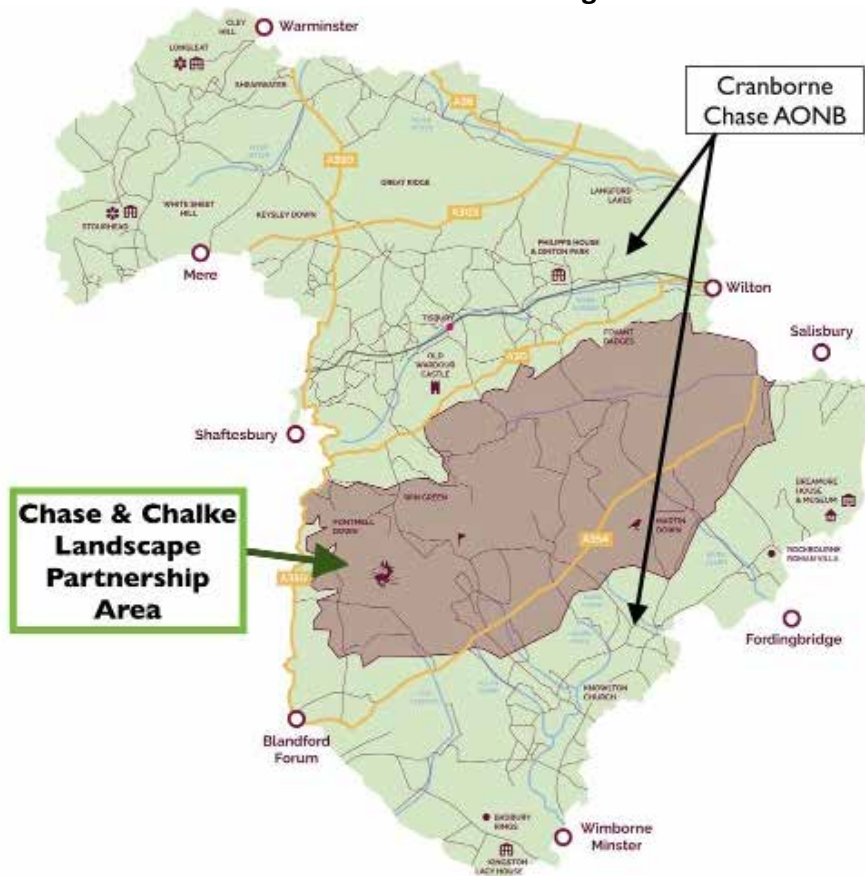 CLEY
HILL
Warminster
LONGLEAT
SHEARWATER
A36
Cranborne
Chase AONB
A350
GREAT RIDGE
LANGFORD
LAKES
WHITE SHEET
HILL
KEYSLEY DOWN
A303
STOURHEAD
PHILIPPS HOUSE
& DINTON PARK
Mere
Wilton
TISBURY
FOVANT
BADGES
Salisbury
OLD
WARDOUR
CASTLE
A30
Shaftesbury
WIN GREEN
BREAMORE
HOUSE
& MUSEUM
Chase & Chalke
Landscape
Partnership
Area
FONTMELL
DOWN
MARTIN
DOWN
A354
ROCKBOURNE
ROMAN VILLA
A350
Fordingbridge
KNOWLTON
CHURCH
Blandford
Forum
BADBURY
RINGS
Wimborne
Minster
KINGSTON
LACY HOUSE